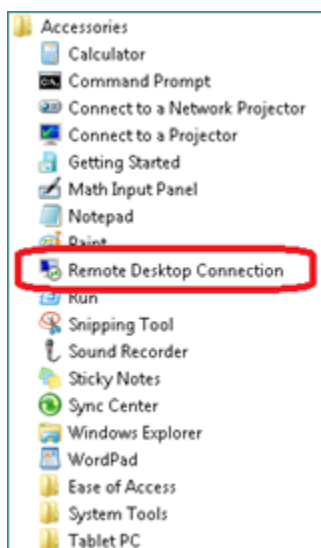 Accessories
Calculator
Command Prompt
Connect to a Network Projector
Connect to a Projector
Getting Started
Math Input Panel
Notepad
Paint
Remote Desktop Connection
Run
Snipping Tool
Sound Recorder
Sticky Notes
Sync Center
Windows Explorer
WordPad
Ease of Access
System Tools
Tablet PC